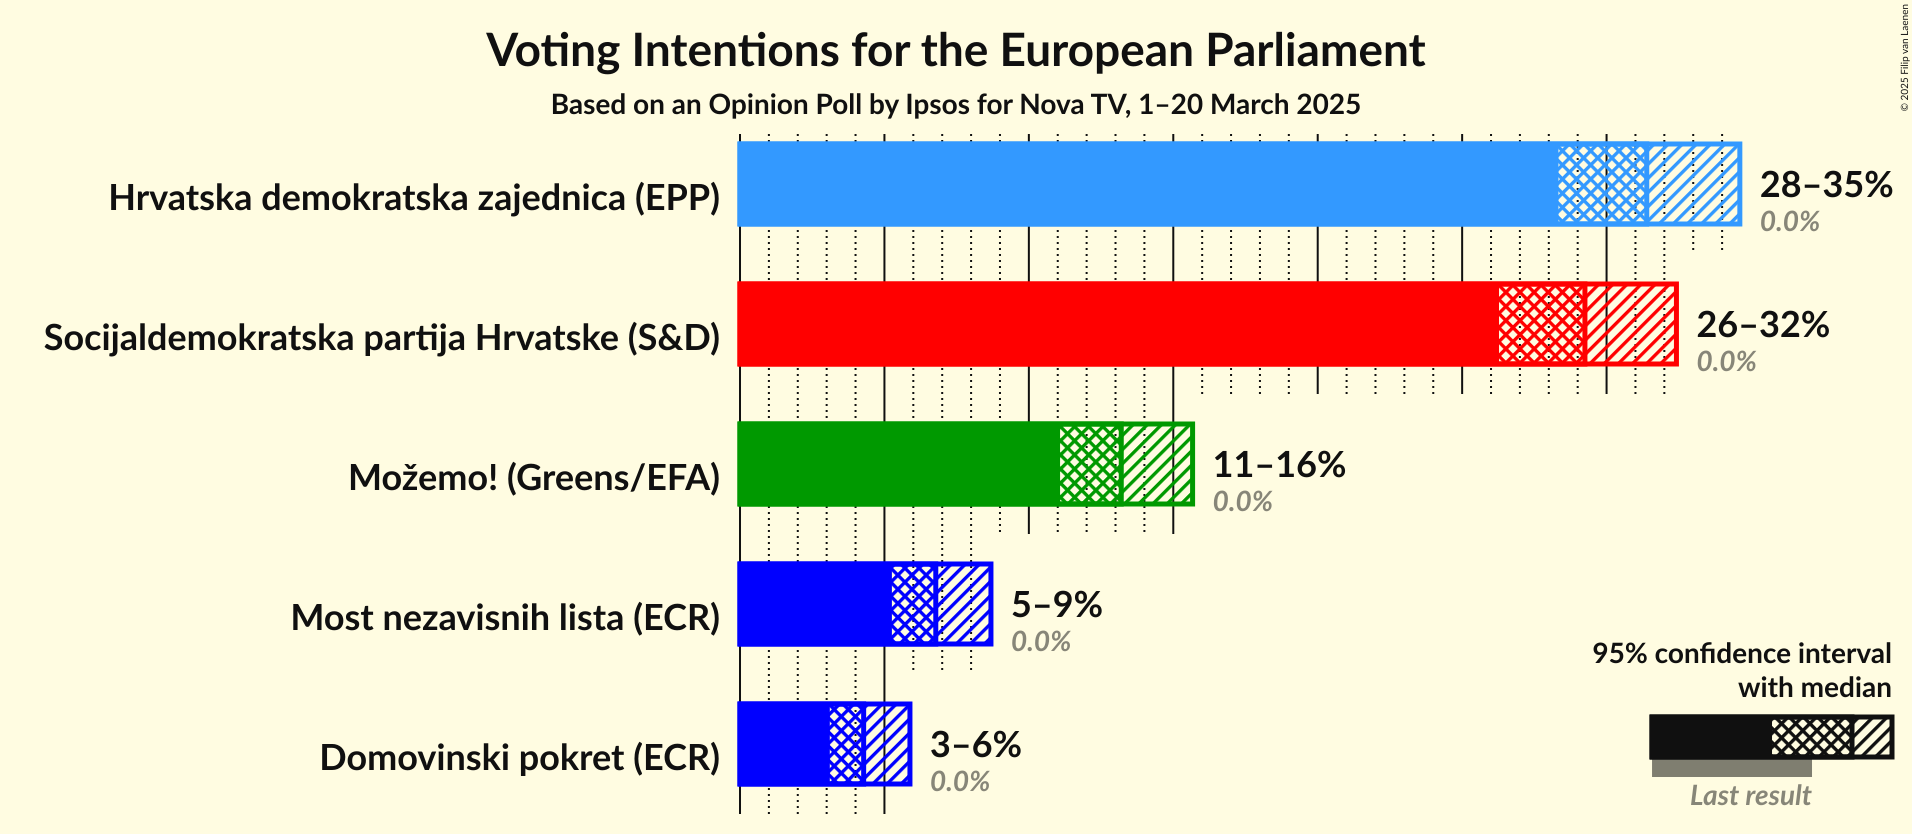 Voting Intentions for the European Parliament
Based on an Opinion Poll by Ipsos for Nova TV, 1–20 March 2025
© 2025 Filip van Laenen
Hrvatska demokratska zajednica (EPP)
28–35%
0.0%
Socijaldemokratska partija Hrvatske (S&D)
26–32%
0.0%
Možemo! (Greens/EFA)
11–16%
0.0%
Most nezavisnih lista (ECR)
5–9%
0.0%
Domovinski pokret (ECR)
3–6%
0.0%
95% confidence interval
with median
Last result